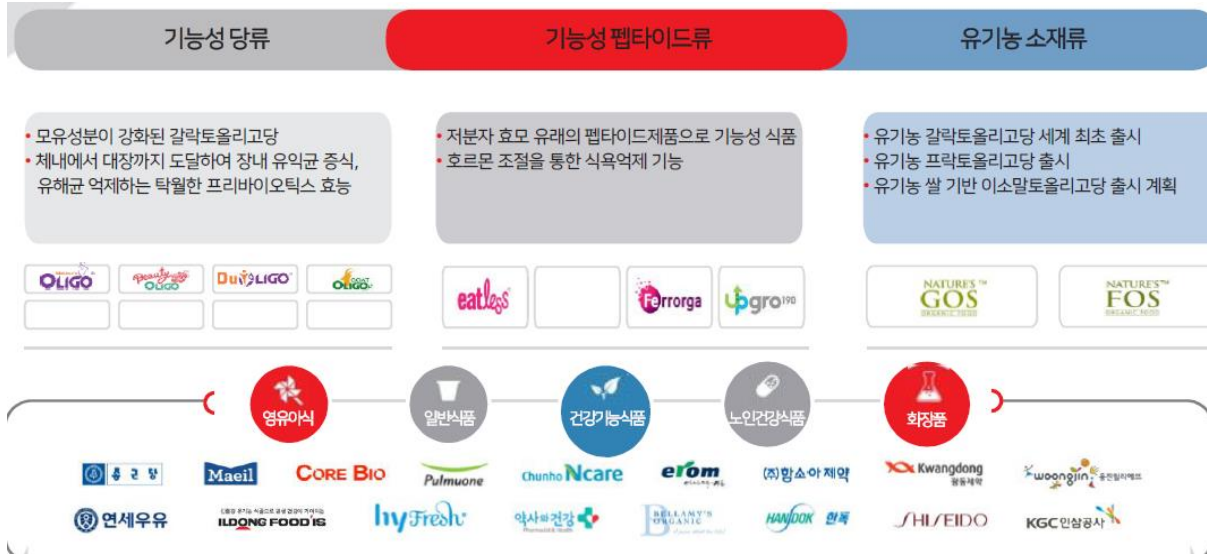 기능성 당류
기능성 펩타이드류
유기농 소재류
• 모유성분이 강화된 갈락토올리고당
• 체내에서 대장까지 도달하여 장내 유익균 증식,
유해균 억제하는 탁월한 프리바이오틱스 효능
• 저분자 효모 유래의 펩타이드제품으로 기능성 식품
• 호르몬 조절을 통한 식욕억제 기능
• 유기농 갈락토올리고당 세계 최초 출시
• 유기농 프락토올리고당 출시
• 유기농 쌀 기반 이소말토올리고당 출시 계획
OLIGO
Beauty OLIGO
DuOLIGO
GOAT OLIGO
eatless
Ferrorga
Upgro190
NATURE'S™
GOS
ORGANIC FOOD
NATURE'S™
FOS
ORGANIC FOOD
영유아식
일반식품
건강기능식품
노인건강식품
화장품
종근당
Maeil
CORE BIO
Pulmuone
Chunho Ncare
erom
(주)함소아제약
Kwangdong
광동제약
woongjin
연세우유
ILDONG FOODIS
hyFresh
약사와건강
BELLAMY'S
ORGANIC
HANDOK 한독
SHISEIDO
KGC인삼공사